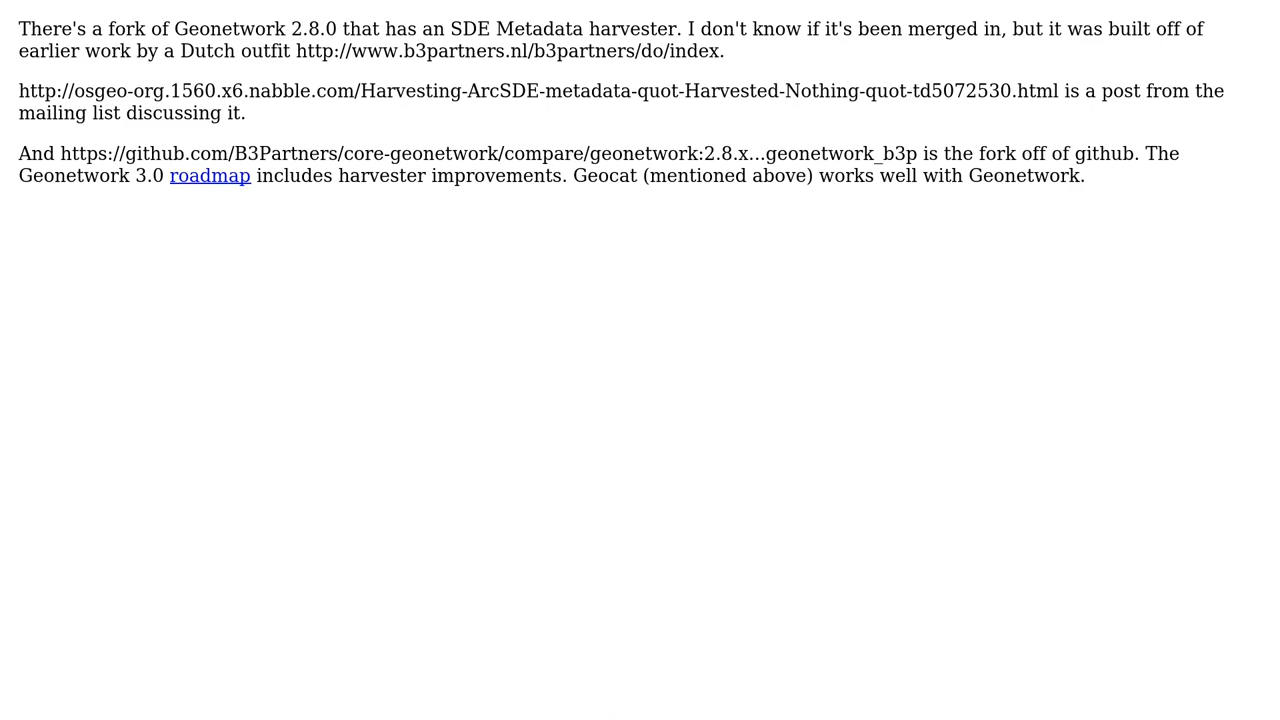 There's a fork of Geonetwork 2.8.0 that has an SDE Metadata harvester. I don't know if it's been merged in, but it was built off of
earlier work by a Dutch outfit http://www.b3partners.nl/b3partners/do/index.
http://osgeo-org.1560.x6.nabble.com/Harvesting-ArcSDE-metadata-quot-Harvested-Nothing-quot-td5072530.html is a post from the
mailing list discussing it.
And https://github.com/B3Partners/core-geonetwork/compare/geonetwork:2.8.x...geonetwork_b3p is the fork off of github. The
Geonetwork 3.0 roadmap includes harvester improvements. Geocat (mentioned above) works well with Geonetwork.